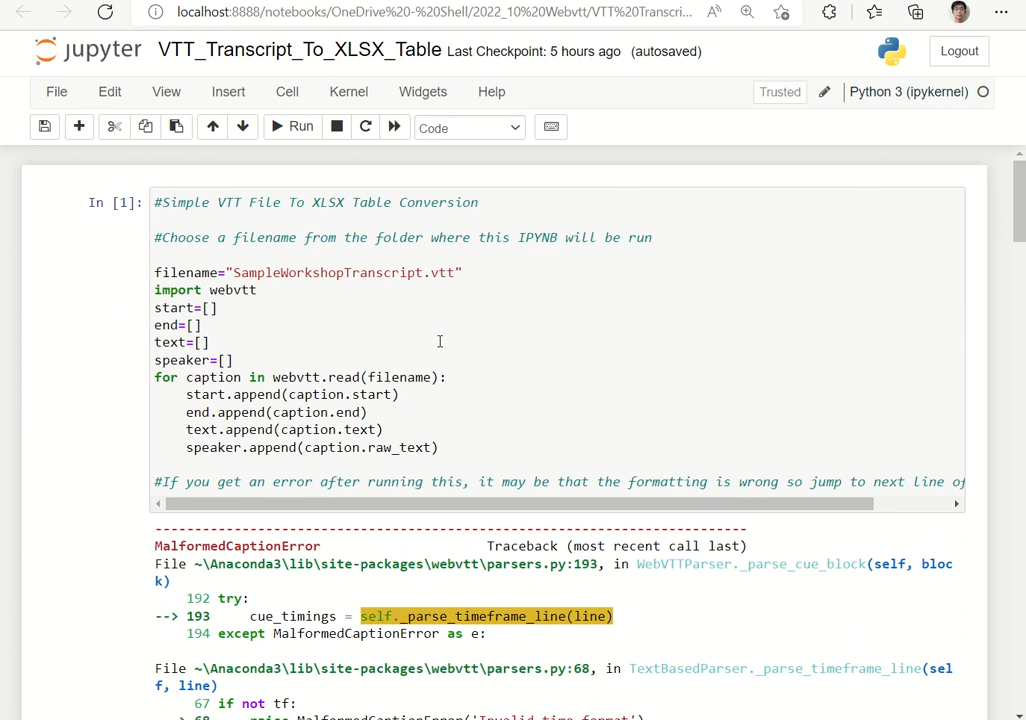 localhost:8888/notebooks/OneDrive%20-%20Shell/2022_10%20Webvtt/VTT%20Transcri...
jupyter VTT_Transcript_To_XLSX_Table Last Checkpoint: 5 hours ago (autosaved)
Logout
File Edit View Insert Cell Kernel Widgets Help
Trusted Python 3 (ipykernel)
Run
Code
In [1]: #Simple VTT File To XLSX Table Conversion
#Choose a filename from the folder where this IPYNB will be run
filename="SampleWorkshopTranscript.vtt"
import webvtt
start=[]
end=[]
text=[]
speaker=[]
for caption in webvtt.read(filename):
start.append(caption.start)
end.append(caption.end)
text.append(caption.text)
speaker.append(caption.raw_text)
#If you get an error after running this, it may be that the formatting is wrong so jump to next line of
---------------------------------------------------------------------------
MalformedCaptionError Traceback (most recent call last)
File ~\Anaconda3\lib\site-packages\webvtt\parsers.py:193, in WebVTTParser._parse_cue_block(self, bloc
k)
192 try:
--> 193 cue_timings = self._parse_timeframe_line(line)
194 except MalformedCaptionError as e:
File ~\Anaconda3\lib\site-packages\webvtt\parsers.py:68, in TextBasedParser._parse_timeframe_line(sel
f, line)
67 if not tf:
68 raise MalformedCaptionError('Invalid time format')